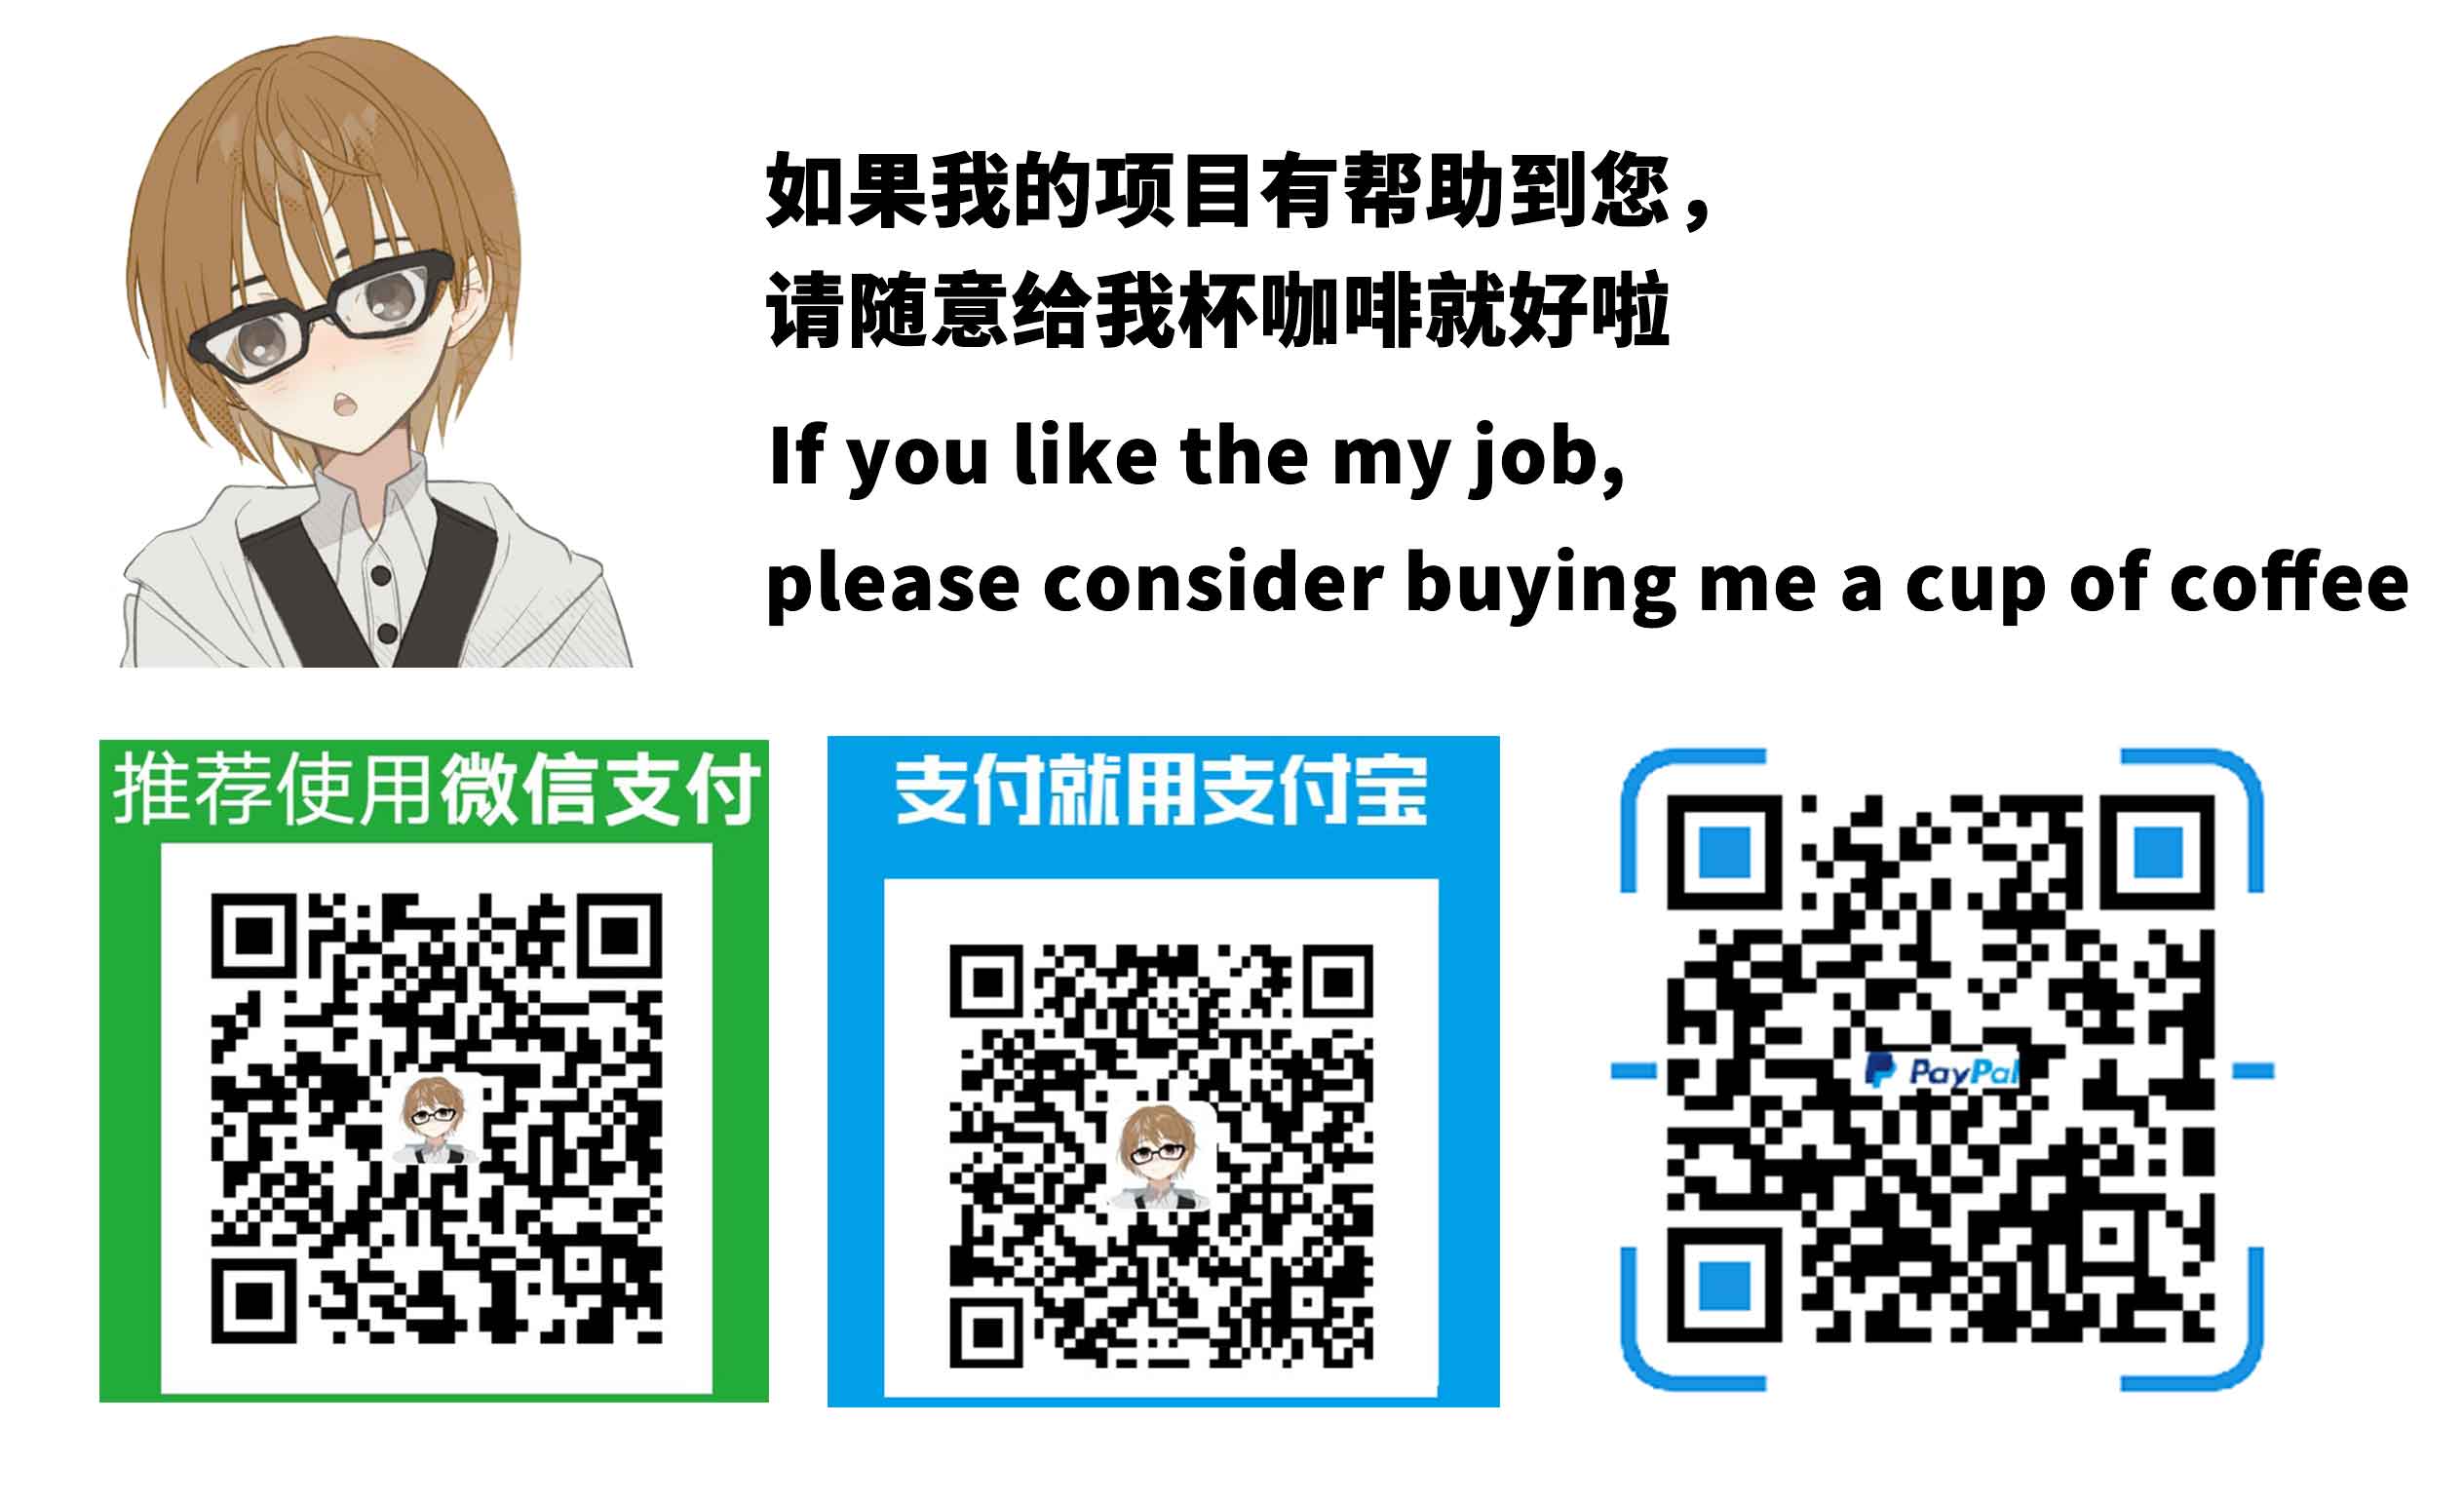 如果我的项目有帮助到您，
请随意给我杯咖啡就好啦
If you like the my job,
please consider buying me a cup of coffee
推荐使用微信支付
支付就用支付宝
PayPal